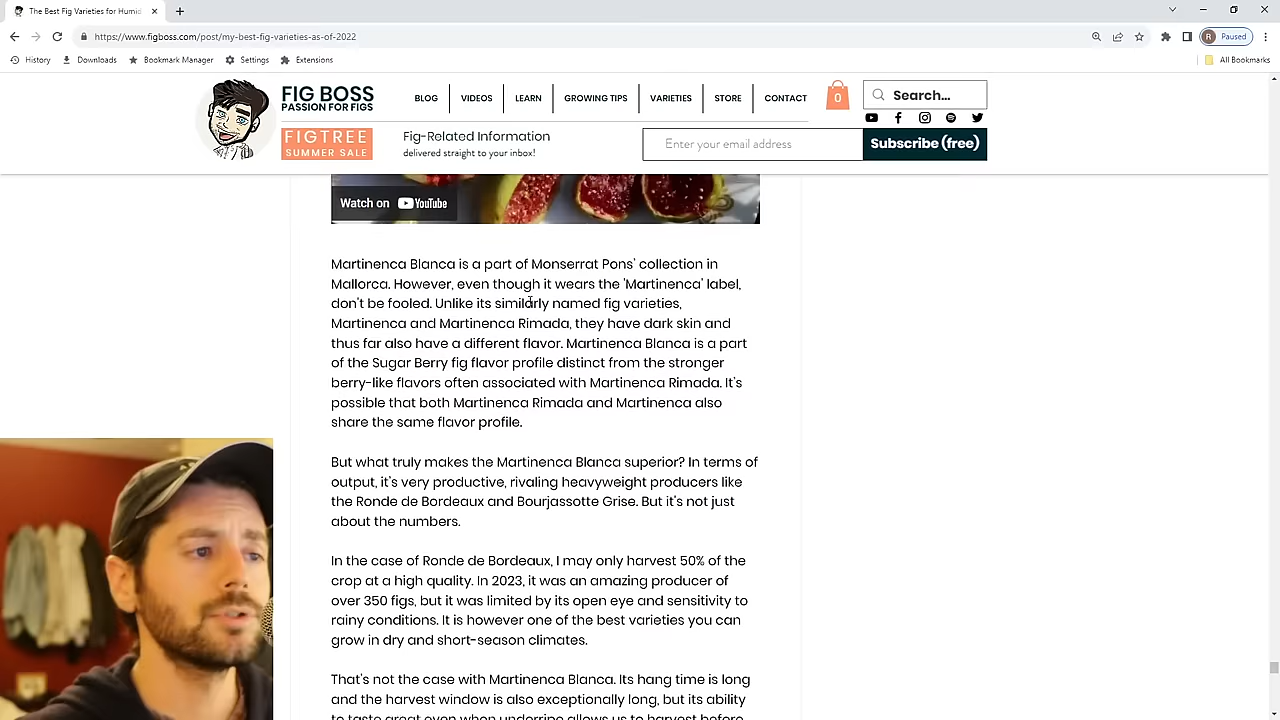 The Best Fig Varieties for Humid
https://www.figboss.com/post/my-best-fig-varieties-as-of-2022
R Paused
History Downloads Bookmark Manager Settings Extensions All Bookmarks
FIG BOSS
PASSION FOR FIGS
BLOG VIDEOS LEARN GROWING TIPS VARIETIES STORE CONTACT 0 Search...
FIGTREE
SUMMER SALE
Fig-Related Information
delivered straight to your inbox!
Enter your email address Subscribe (free)
Watch on YouTube
Martinenca Blanca is a part of Monserrat Pons' collection in
Mallorca. However, even though it wears the 'Martinenca' label,
don't be fooled. Unlike its similarly named fig varieties,
Martinenca and Martinenca Rimada, they have dark skin and
thus far also have a different flavor. Martinenca Blanca is a part
of the Sugar Berry fig flavor profile distinct from the stronger
berry-like flavors often associated with Martinenca Rimada. It's
possible that both Martinenca Rimada and Martinenca also
share the same flavor profile.
But what truly makes the Martinenca Blanca superior? In terms of
output, it's very productive, rivaling heavyweight producers like
the Ronde de Bordeaux and Bourjassotte Grise. But it's not just
about the numbers.
In the case of Ronde de Bordeaux, I may only harvest 50% of the
crop at a high quality. In 2023, it was an amazing producer of
over 350 figs, but it was limited by its open eye and sensitivity to
rainy conditions. It is however one of the best varieties you can
grow in dry and short-season climates.
That's not the case with Martinenca Blanca. Its hang time is long
and the harvest window is also exceptionally long, but its ability
to taste great even when underripe allows us to harvest before